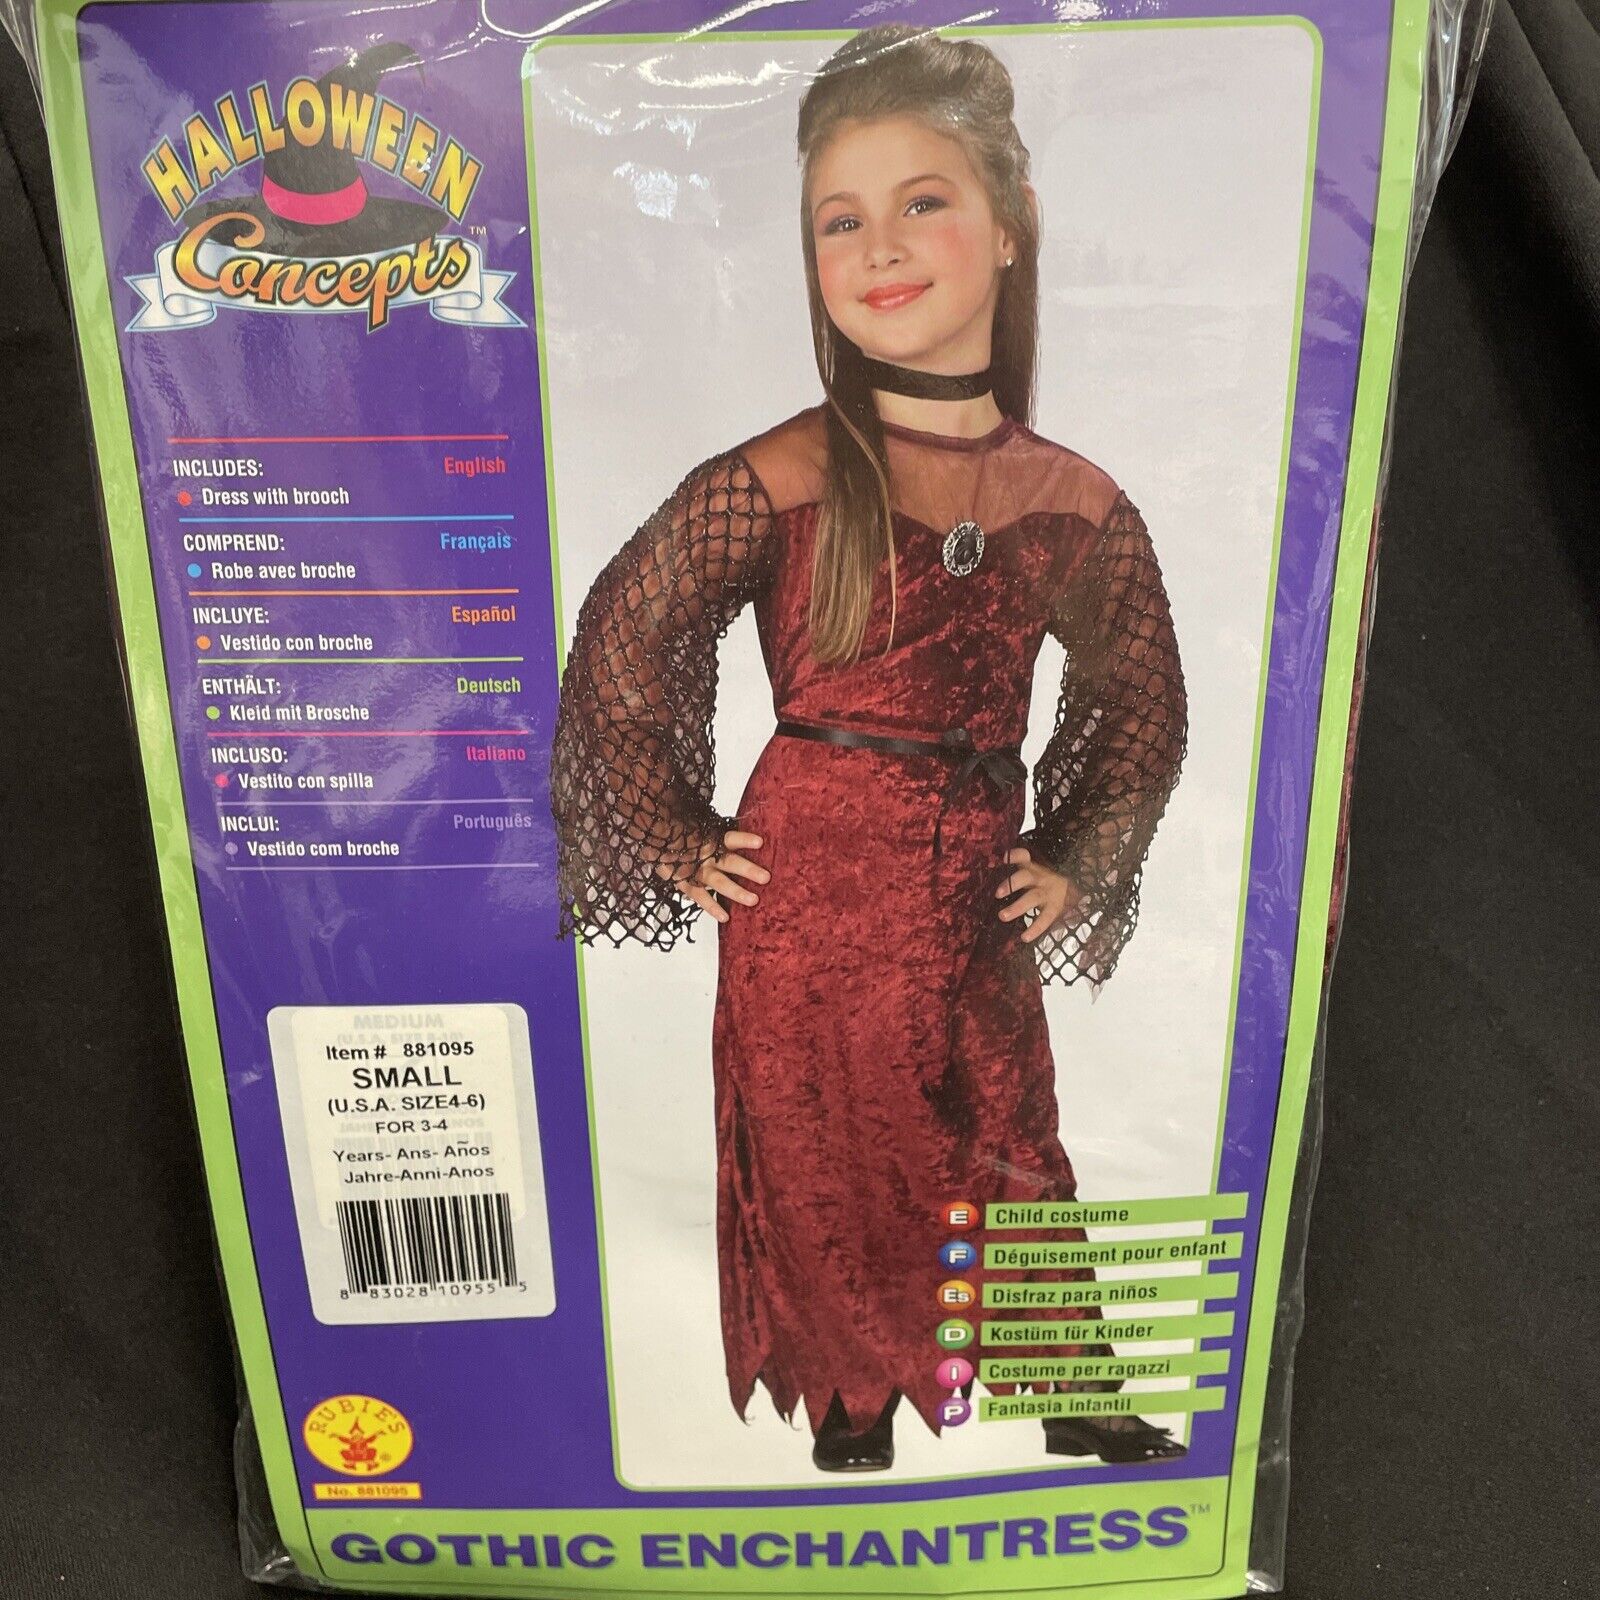 HALLOWEEN
Concepts™
INCLUDES: English
Dress with brooch
COMPREND: Français
Robe avec broche
INCLUYE: Español
Vestido con broche
ENTHÄLT: Deutsch
Kleid mit Brosche
INCLUSO: Italiano
Vestito con spilla
INCLUI: Português
Vestido com broche
MEDIUM
Item # 881095
SMALL
(U.S.A. SIZE4-6)
FOR 3-4
Years- Ans- Años
Jahre-Anni-Anos
8 83028 10955 5
E Child costume
F Déguisement pour enfant
Es Disfraz para niños
D Kostüm für Kinder
I Costume per ragazzi
P Fantasia infantil
RUBIE'S ®
No. 881095
GOTHIC ENCHANTRESS™